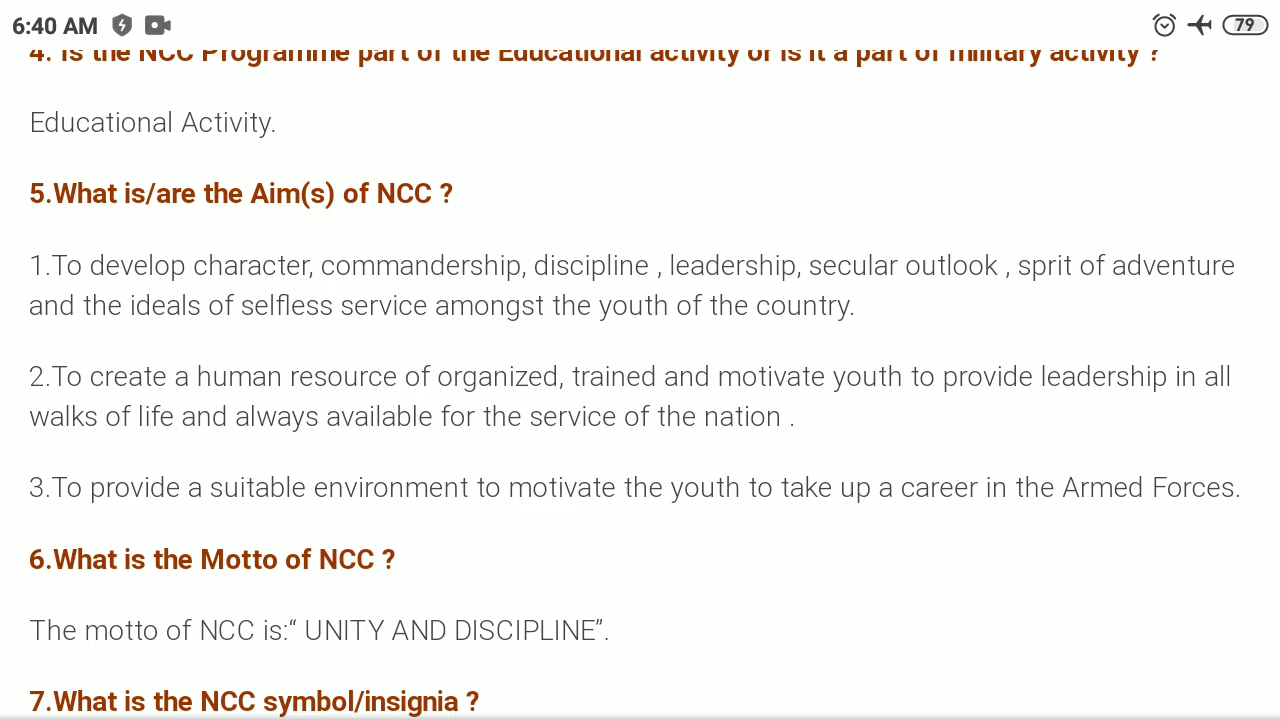 6:40 AM
79
4. Is the NCC Programme part of the Educational activity or is it a part of military activity ?
Educational Activity.
5.What is/are the Aim(s) of NCC ?
1.To develop character, commandership, discipline , leadership, secular outlook , sprit of adventure
and the ideals of selfless service amongst the youth of the country.
2.To create a human resource of organized, trained and motivate youth to provide leadership in all
walks of life and always available for the service of the nation .
3.To provide a suitable environment to motivate the youth to take up a career in the Armed Forces.
6.What is the Motto of NCC ?
The motto of NCC is:“ UNITY AND DISCIPLINE”.
7.What is the NCC symbol/insignia ?